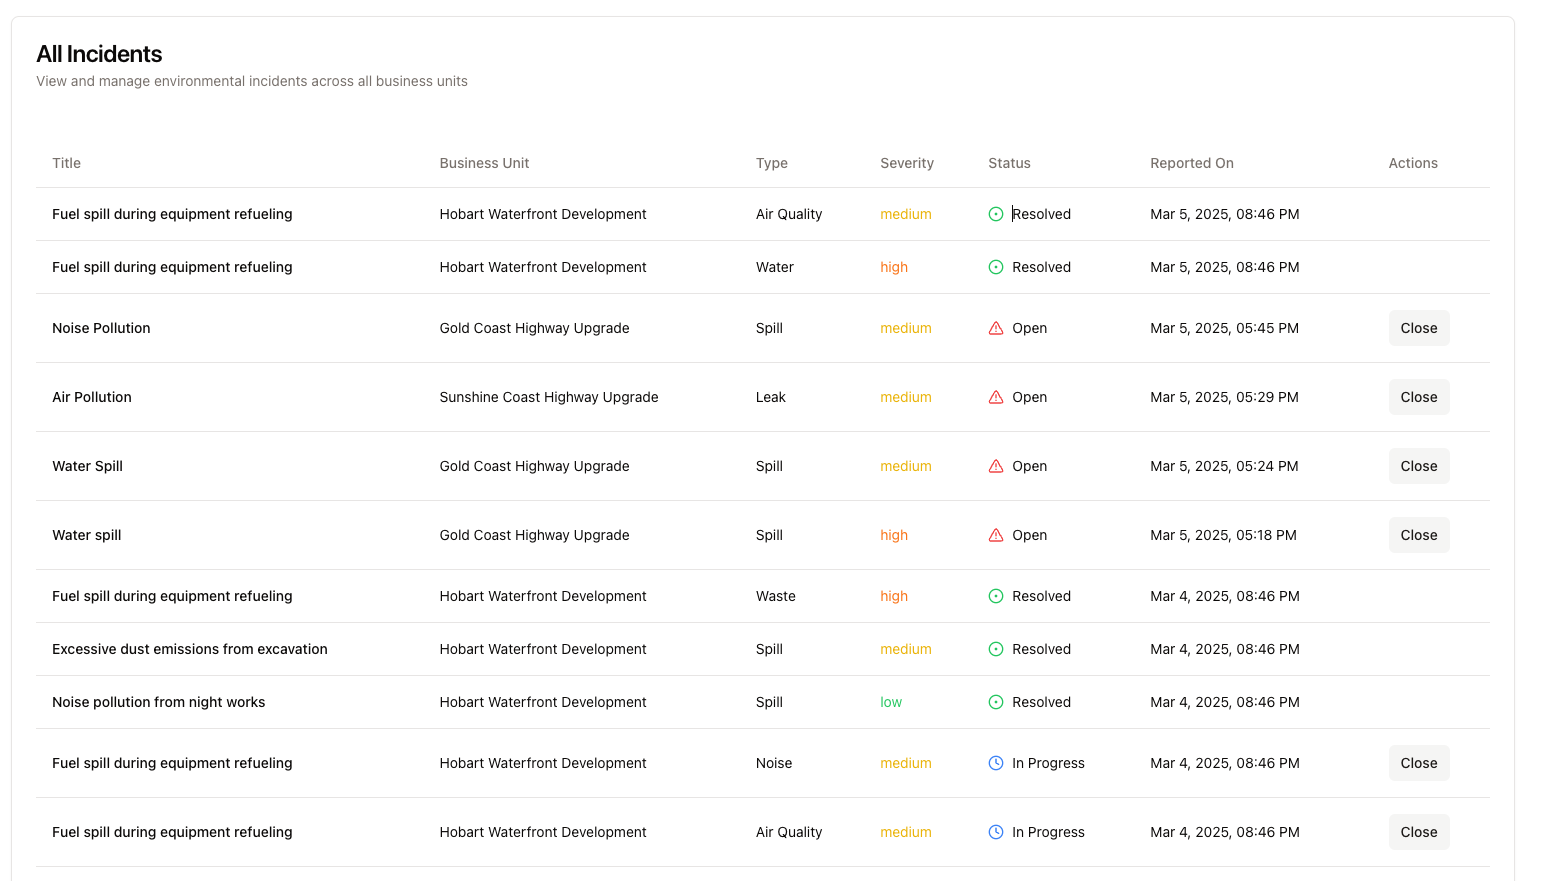 All Incidents
View and manage environmental incidents across all business units
Title Business Unit Type Severity Status Reported On Actions
Fuel spill during equipment refueling Hobart Waterfront Development Air Quality medium Resolved Mar 5, 2025, 08:46 PM
Fuel spill during equipment refueling Hobart Waterfront Development Water high Resolved Mar 5, 2025, 08:46 PM
Noise Pollution Gold Coast Highway Upgrade Spill medium Open Mar 5, 2025, 05:45 PM Close
Air Pollution Sunshine Coast Highway Upgrade Leak medium Open Mar 5, 2025, 05:29 PM Close
Water Spill Gold Coast Highway Upgrade Spill medium Open Mar 5, 2025, 05:24 PM Close
Water spill Gold Coast Highway Upgrade Spill high Open Mar 5, 2025, 05:18 PM Close
Fuel spill during equipment refueling Hobart Waterfront Development Waste high Resolved Mar 4, 2025, 08:46 PM
Excessive dust emissions from excavation Hobart Waterfront Development Spill medium Resolved Mar 4, 2025, 08:46 PM
Noise pollution from night works Hobart Waterfront Development Spill low Resolved Mar 4, 2025, 08:46 PM
Fuel spill during equipment refueling Hobart Waterfront Development Noise medium In Progress Mar 4, 2025, 08:46 PM Close
Fuel spill during equipment refueling Hobart Waterfront Development Air Quality medium In Progress Mar 4, 2025, 08:46 PM Close